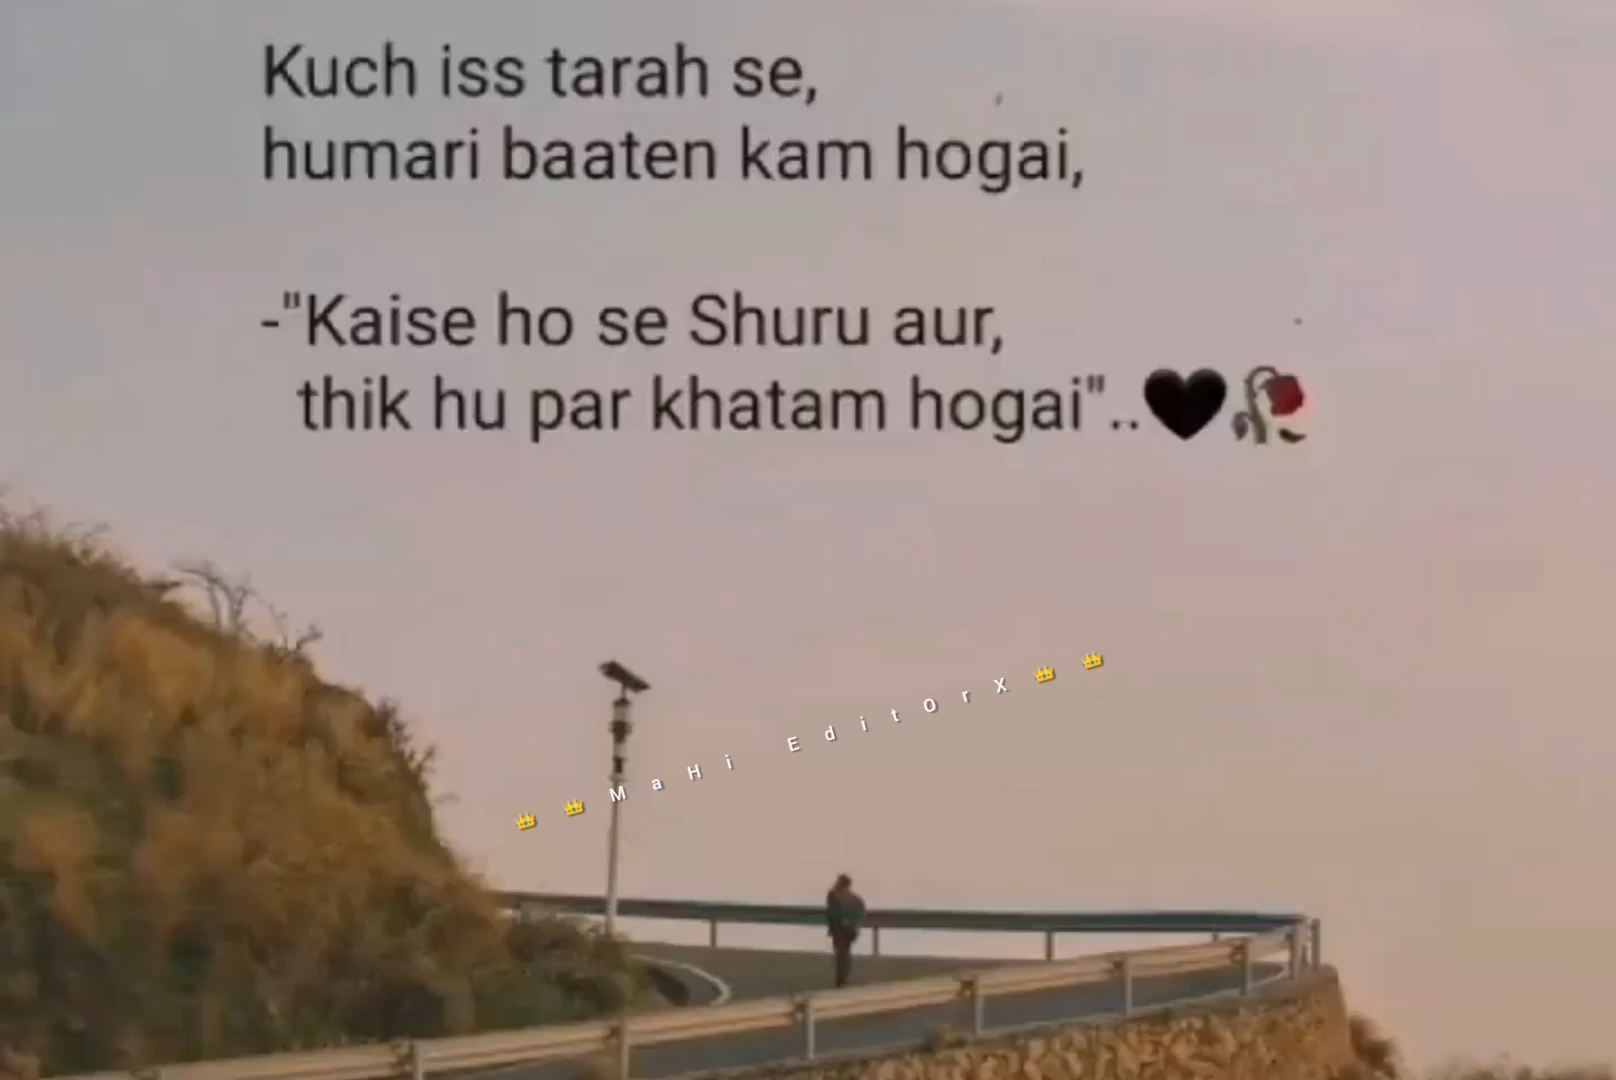 Kuch iss tarah se,
humari baaten kam hogai,
-"Kaise ho se Shuru aur,
thik hu par khatam hogai"..🖤🥀
👑 👑 MaHi EditOrX 👑 👑